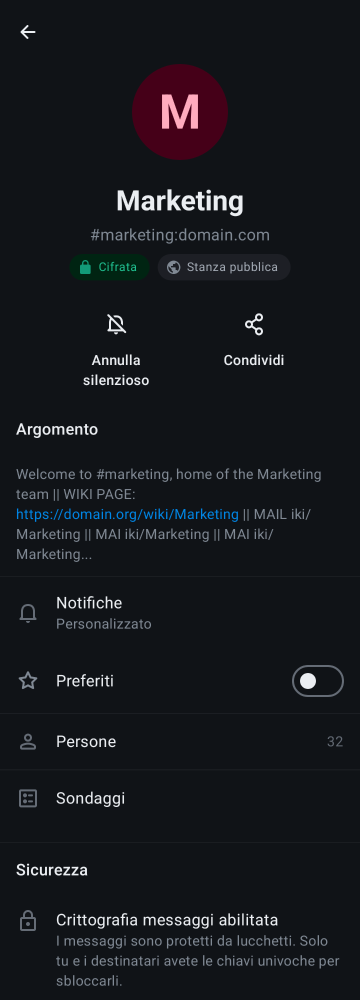 M
Marketing
#marketing:domain.com
Cifrata Stanza pubblica
Annulla
silenzioso
Condividi
Argomento
Welcome to #marketing, home of the Marketing
team || WIKI PAGE:
https://domain.org/wiki/Marketing || MAIL iki/
Marketing || MAI iki/Marketing || MAI iki/
Marketing...
Notifiche
Personalizzato
Preferiti
Persone 32
Sondaggi
Sicurezza
Crittografia messaggi abilitata
I messaggi sono protetti da lucchetti. Solo
tu e i destinatari avete le chiavi univoche per
sbloccarli.